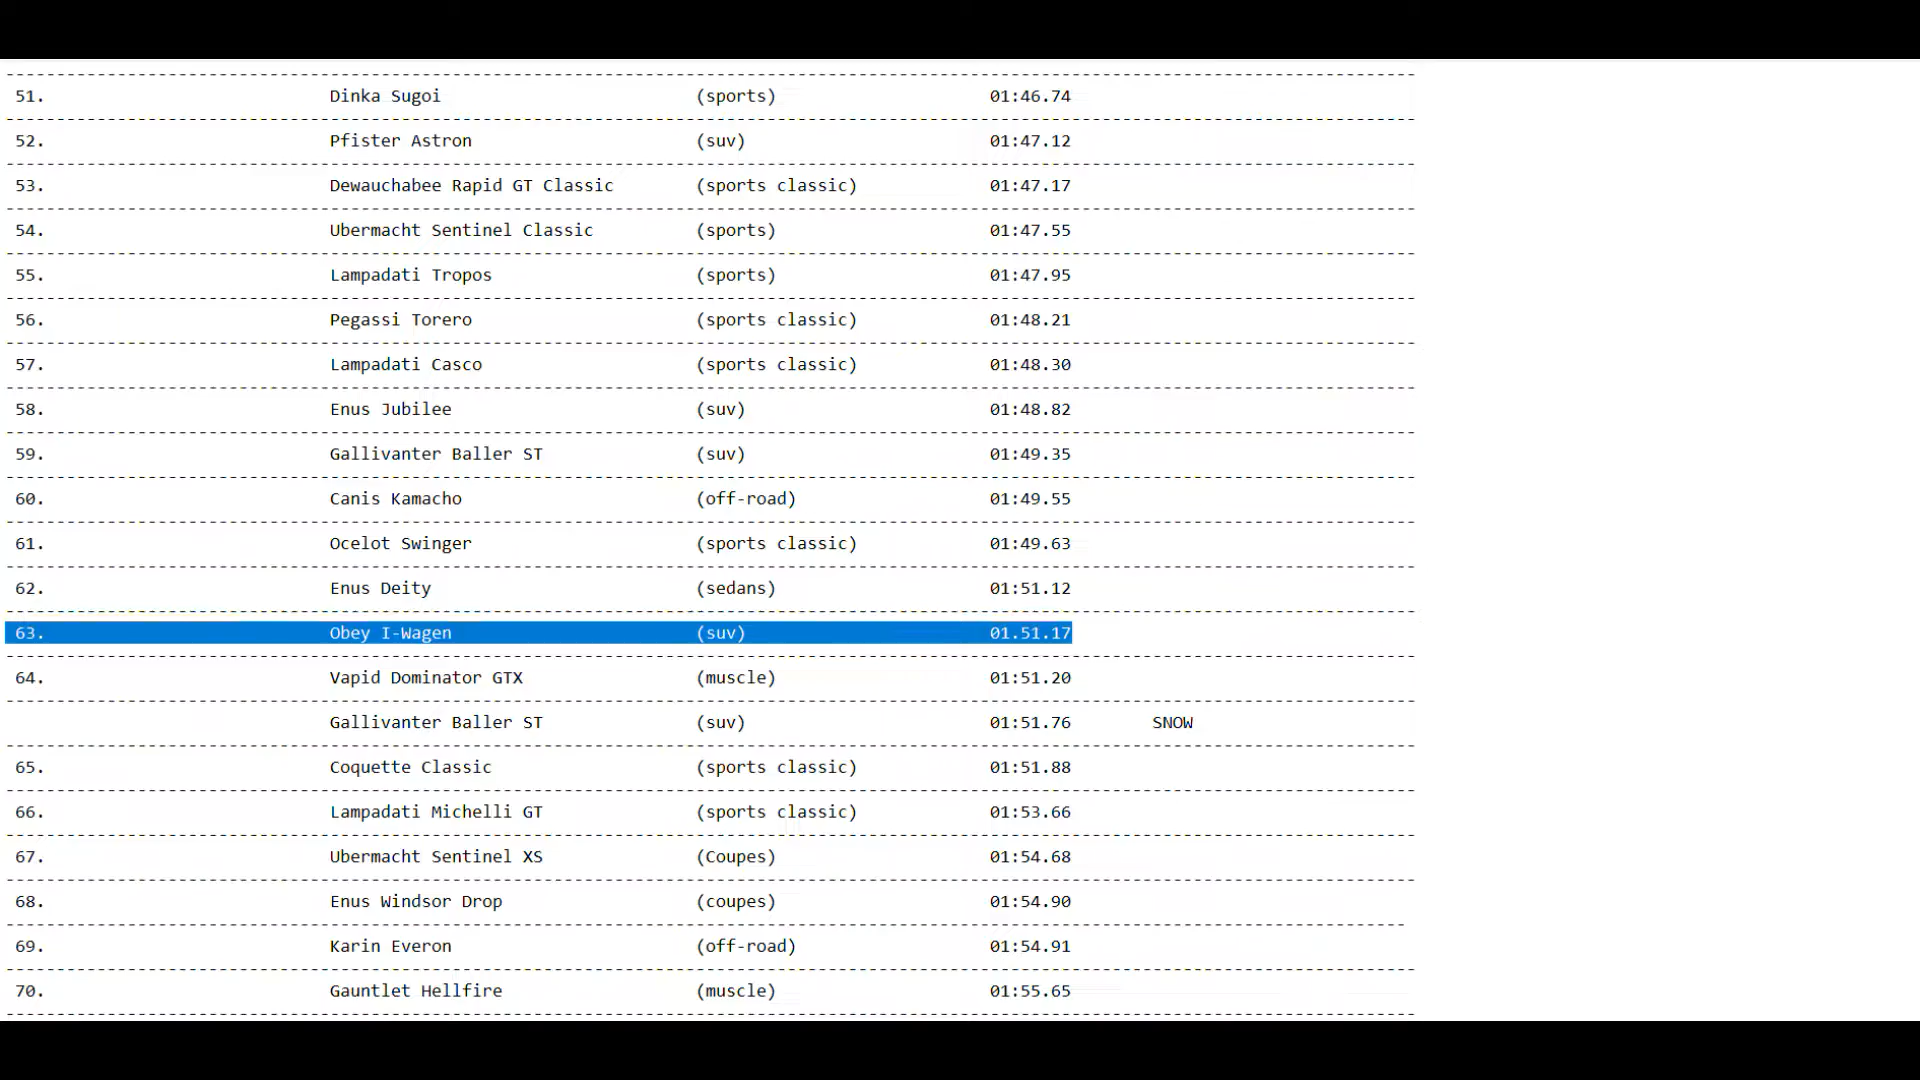 51. Dinka Sugoi (sports) 01:46.74
52. Pfister Astron (suv) 01:47.12
53. Dewauchabee Rapid GT Classic (sports classic) 01:47.17
54. Ubermacht Sentinel Classic (sports) 01:47.55
55. Lampadati Tropos (sports) 01:47.95
56. Pegassi Torero (sports classic) 01:48.21
57. Lampadati Casco (sports classic) 01:48.30
58. Enus Jubilee (suv) 01:48.82
59. Gallivanter Baller ST (suv) 01:49.35
60. Canis Kamacho (off-road) 01:49.55
61. Ocelot Swinger (sports classic) 01:49.63
62. Enus Deity (sedans) 01:51.12
63. Obey I-Wagen (suv) 01.51.17
64. Vapid Dominator GTX (muscle) 01:51.20
Gallivanter Baller ST (suv) 01:51.76 SNOW
65. Coquette Classic (sports classic) 01:51.88
66. Lampadati Michelli GT (sports classic) 01:53.66
67. Ubermacht Sentinel XS (Coupes) 01:54.68
68. Enus Windsor Drop (coupes) 01:54.90
69. Karin Everon (off-road) 01:54.91
70. Gauntlet Hellfire (muscle) 01:55.65